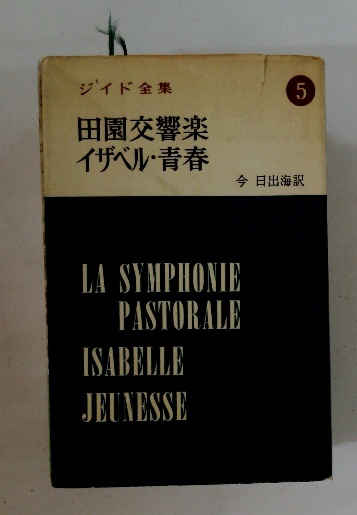 ジイド全集
5
田園交響楽
イザベル・青春
今 日出海訳
LA SYMPHONIE
PASTORALE
ISABELLE
JEUNESSE